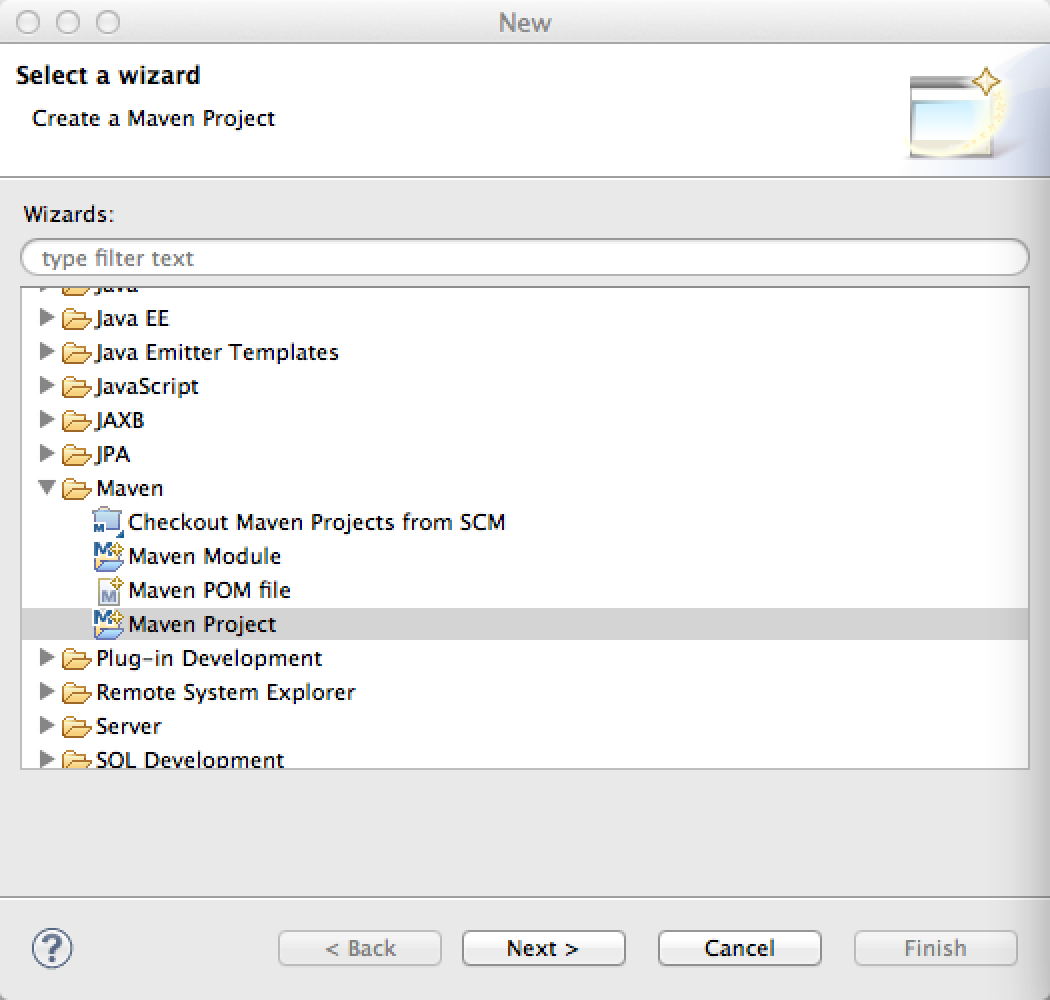 New
Select a wizard
Create a Maven Project
Wizards:
type filter text
Java
Java EE
Java Emitter Templates
JavaScript
JAXB
JPA
Maven
Checkout Maven Projects from SCM
Maven Module
Maven POM file
Maven Project
Plug-in Development
Remote System Explorer
Server
SQL Development
? < Back Next > Cancel Finish